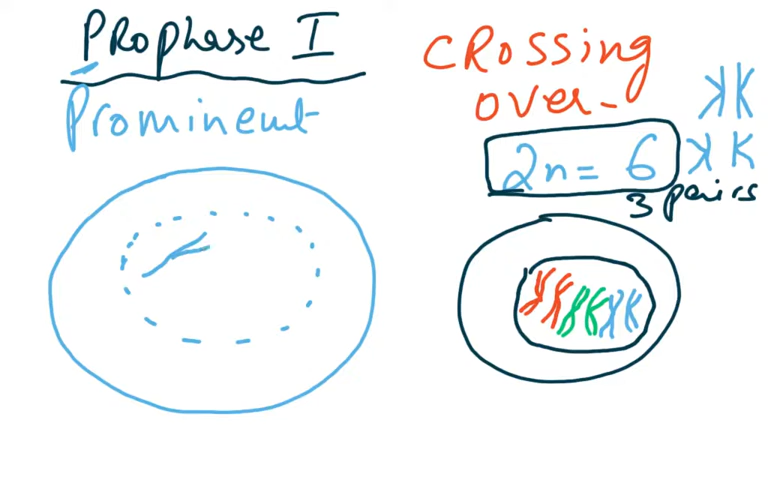 PRoPhase I
Prominent
CRossing
over-
2n= 6
3 pairs